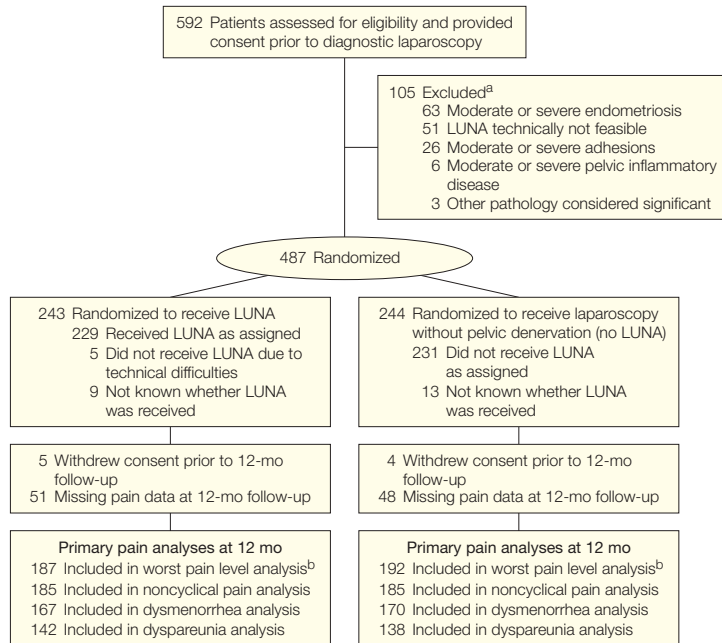 592 Patients assessed for eligibility and provided
consent prior to diagnostic laparoscopy
105 Excludeda
63 Moderate or severe endometriosis
51 LUNA technically not feasible
26 Moderate or severe adhesions
6 Moderate or severe pelvic inflammatory
disease
3 Other pathology considered significant
487 Randomized
243 Randomized to receive LUNA
229 Received LUNA as assigned
5 Did not receive LUNA due to
technical difficulties
9 Not known whether LUNA
was received
244 Randomized to receive laparoscopy
without pelvic denervation (no LUNA)
231 Did not receive LUNA
as assigned
13 Not known whether LUNA
was received
5 Withdrew consent prior to 12-mo
follow-up
51 Missing pain data at 12-mo follow-up
4 Withdrew consent prior to 12-mo
follow-up
48 Missing pain data at 12-mo follow-up
Primary pain analyses at 12 mo
187 Included in worst pain level analysisb
185 Included in noncyclical pain analysis
167 Included in dysmenorrhea analysis
142 Included in dyspareunia analysis
Primary pain analyses at 12 mo
192 Included in worst pain level analysisb
185 Included in noncyclical pain analysis
170 Included in dysmenorrhea analysis
138 Included in dyspareunia analysis